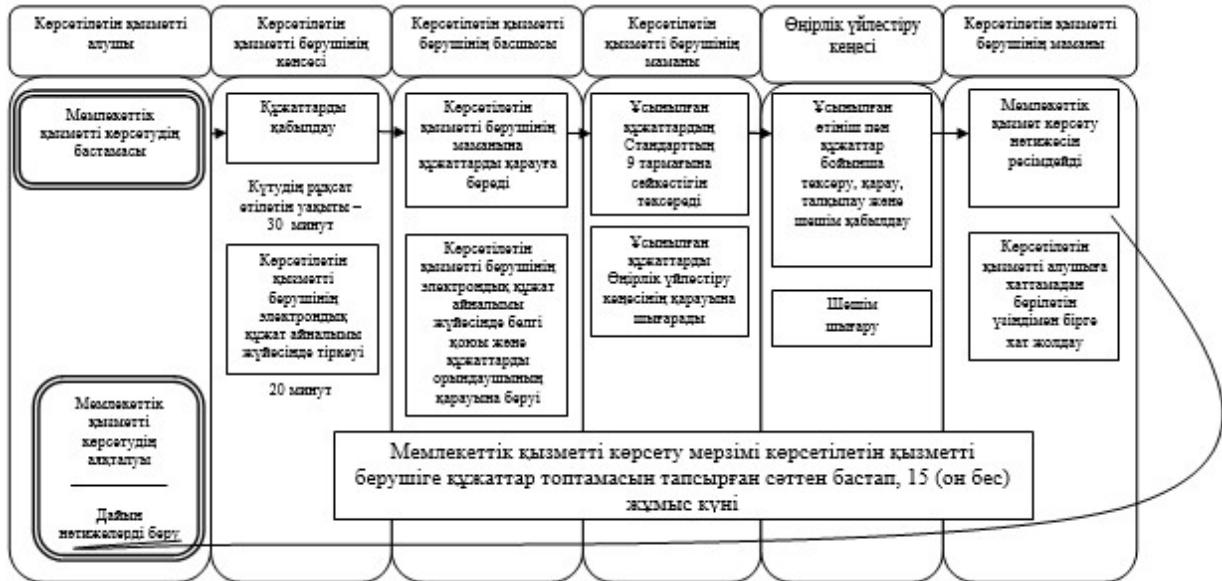 Көрсетілетін қызметті
алушы
Көрсетілетін
қызметті берушінің
кеңсесі
Көрсетілетін қызметті
берушінің басшысы
Көрсетілетін
қызметті берушінің
маманы
Өңірлік үйлестіру
кеңесі
Көрсетілетін қызметті
берушінің маманы
Мемлекеттік
қызметті көрсетудің
бастамасы
Құжаттарды
қабылдау
Күтудің рұқсат
етілетін уақыты –
30 минут
Көрсетілетін
қызметті
берушінің
электрондық
құжат айналымы
жүйесінде тіркеуі
20 минут
Көрсетілетін
қызметті берушінің
маманына
құжаттарды қарауға
береді
Көрсетілетін
қызметті берушінің
электрондық құжат
айналымы
жүйесінде белгі
қоюы және
құжаттарды
орындаушының
қарауына беруі
Ұсынылған
құжаттардың
Стандарттың
9 тармағына
сәйкестігін
тексереді
Ұсынылған
құжаттарды
Өңірлік үйлестіру
кеңесінің қарауына
шығарады
Ұсынылған
өтініш пен
құжаттар
бойынша
тексеру, қарау,
талқылау және
шешім қабылдау
Шешім
шығару
Мемлекеттік
қызмет көрсету
нәтижесін
ресімдейді
Көрсетілетін
қызметті алушыға
хаттамадан
берілетін
үзіндімен бірге
хат жолдау
Мемлекеттік
қызметті
көрсетудің
аяқталуы
Дайын
нәтижелерді беру
Мемлекеттік қызметті көрсету мерзімі көрсетілетін қызметті
берушіге құжаттар топтамасын тапсырған сәттен бастап, 15 (он бес)
жұмыс күні